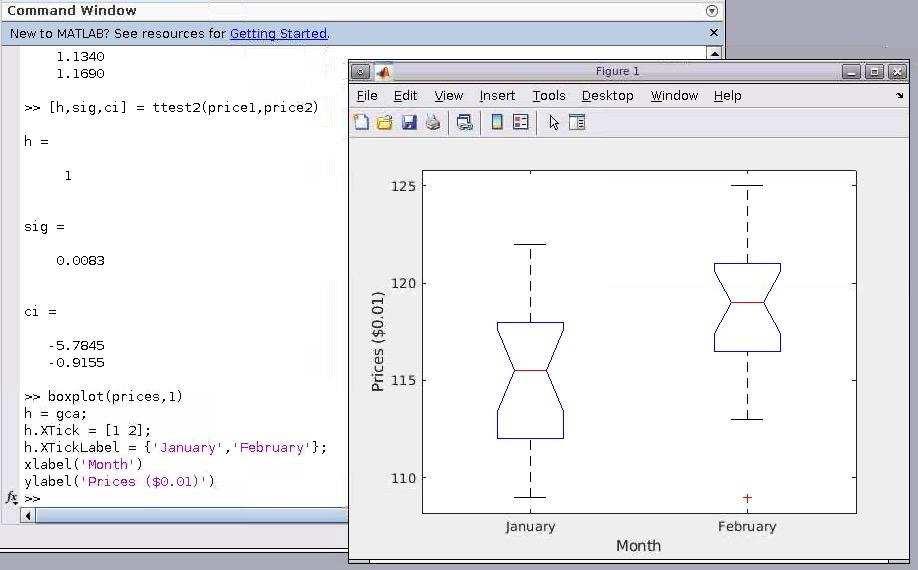 Command Window
New to MATLAB? See resources for Getting Started.
1.1340
1.1690
>> [h,sig,ci] = ttest2(price1,price2)
h =
1
sig =
0.0083
ci =
-5.7845
-0.9155
>> boxplot(prices,1)
h = gca;
h.XTick = [1 2];
h.XTickLabel = {'January','February'};
xlabel('Month')
ylabel('Prices ($0.01)')
fx >>
Figure 1
File Edit View Insert Tools Desktop Window Help
125
120
115
110
Prices ($0.01)
January February
Month